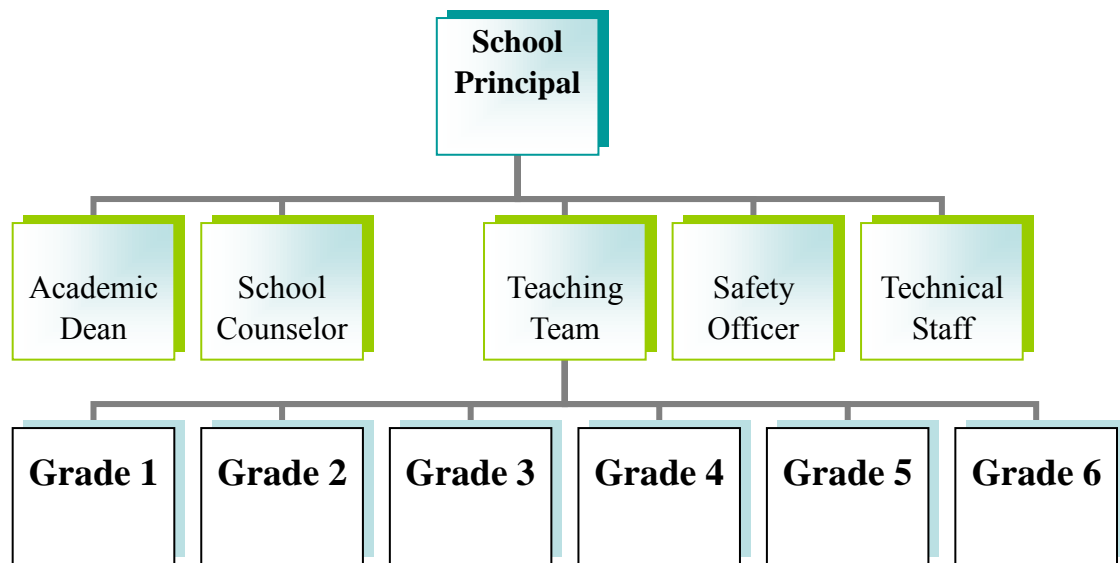 School
Principal
Academic
Dean
School
Counselor
Teaching
Team
Safety
Officer
Technical
Staff
Grade 1
Grade 2
Grade 3
Grade 4
Grade 5
Grade 6